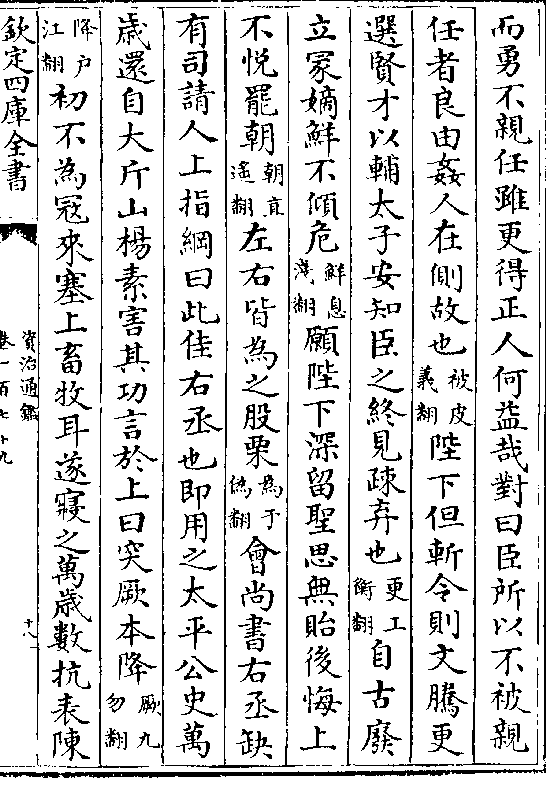 而勇不親任雖更得正人何益哉對曰臣所以不被親
任者良由姦人在側故也被皮義翻陛下但斬令則文騰更
選賢才以輔太子安知臣之終見疎弃也更工衡翻自古廢
立冢嫡鮮不傾危鮮息淺翻願陛下深留聖思無貽後悔上
不悦罷朝朝直遥翻左右皆為之股栗為于偽翻會尚書右丞缺
有司請人上指綱曰此佳右丞也即用之太平公史萬
歲還自大斤山楊素害其功言於上曰突厥本降厥九勿翻
降户江翻初不為寇來塞上畜牧耳遂寢之萬歲數抗表陳
欽定四庫全書
資治通鑑
卷一百七十九
十八